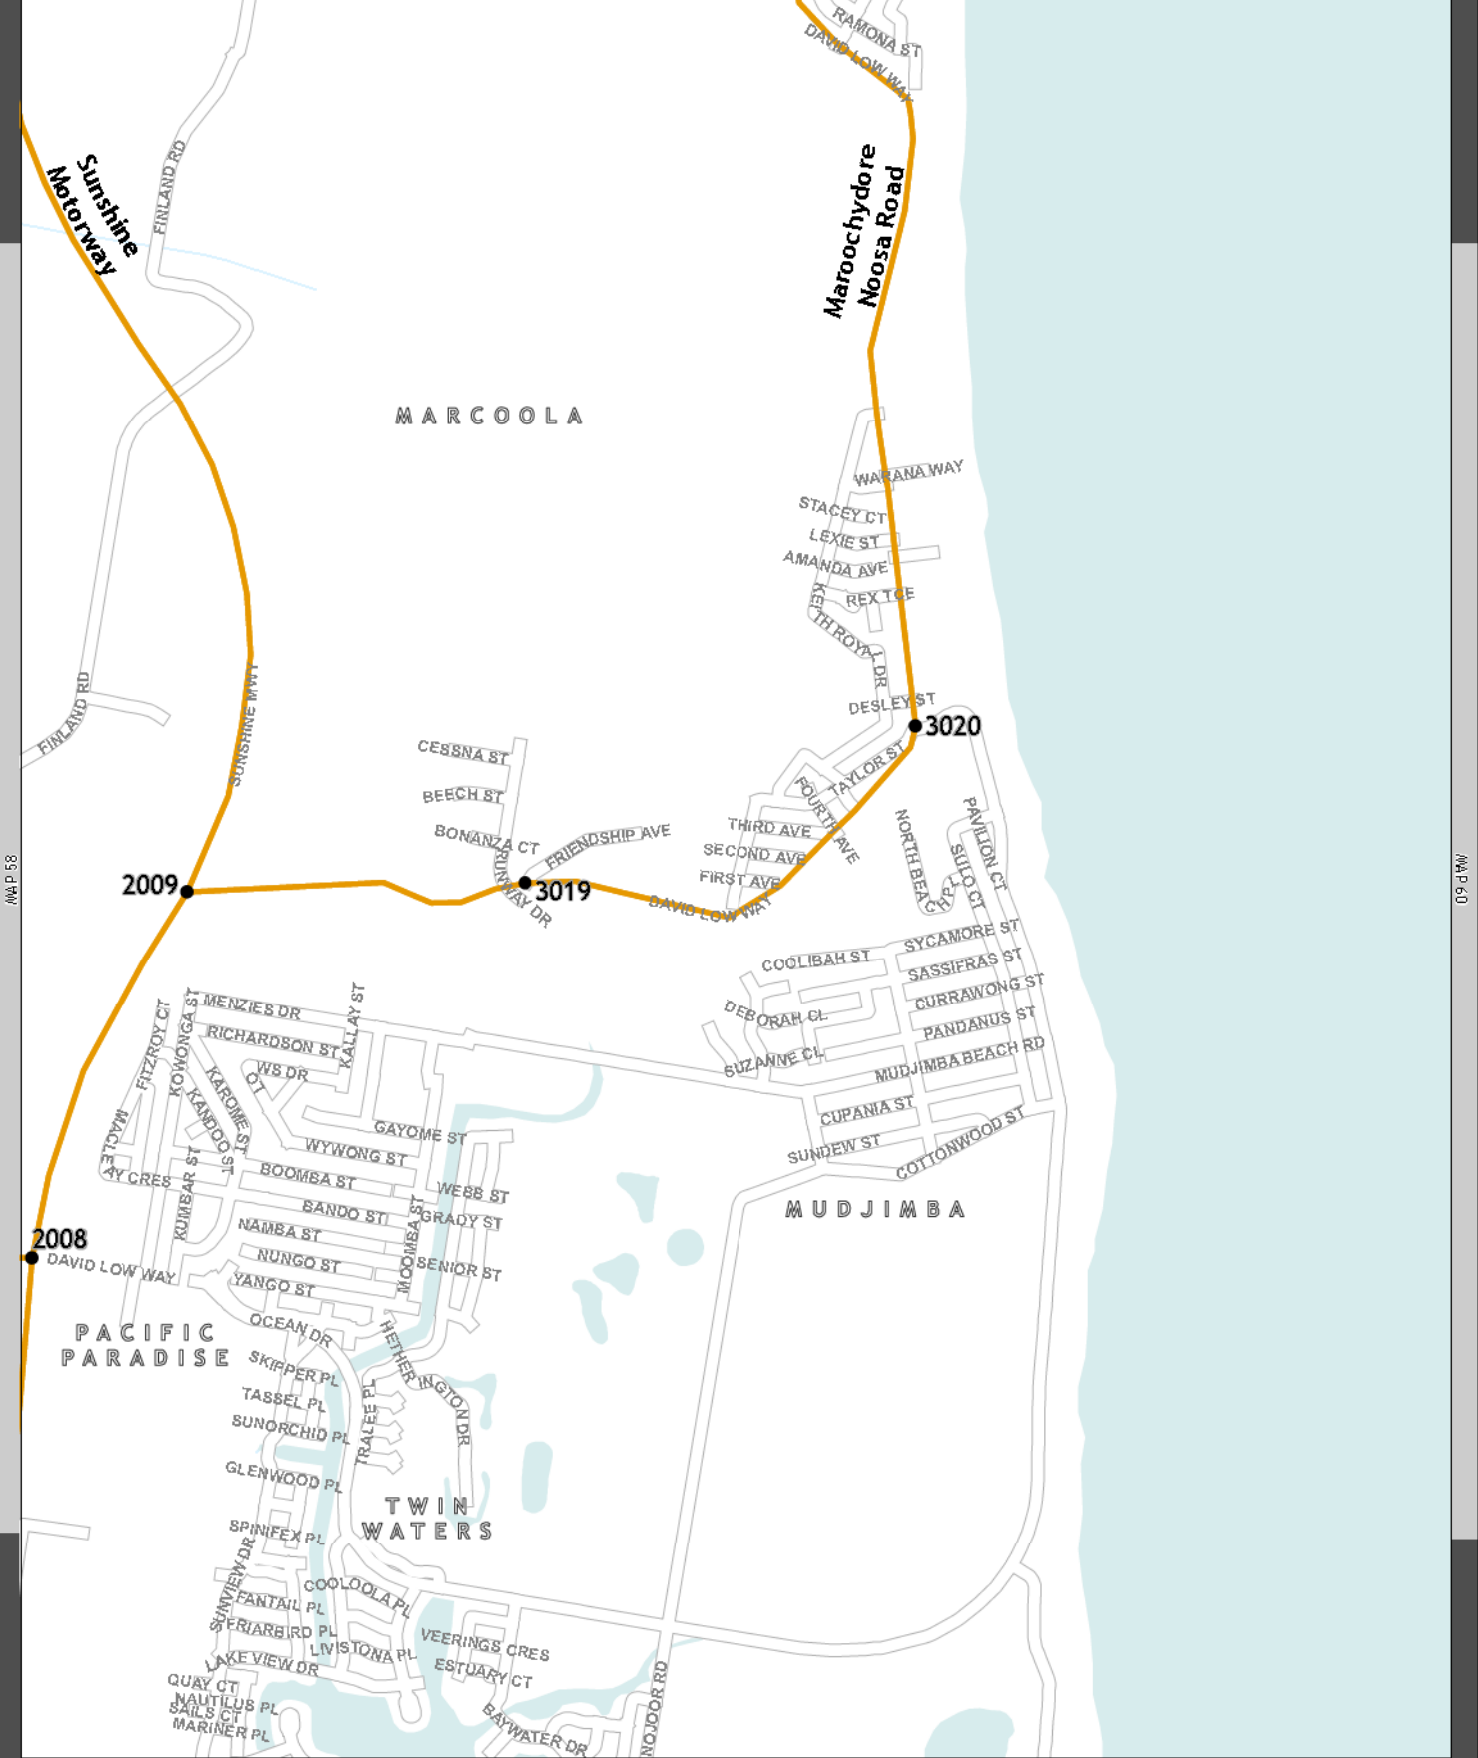 RAMONA ST
DAVID LOW WAY
FINLAND RD
Sunshine
Motorway
Maroochydore
Noosa Road
MARCOOLA
WARANA WAY
STACEY CT
LEXIE ST
AMANDA AVE
REX TCE
KEITH ROYAL DR
FINLAND RD
SUNSHINE MWY
DESLEY ST
3020
CESSNA ST
TAYLOR ST
BEECH ST
FOURTH AVE
THIRD AVE
BONANZA CT
FRIENDSHIP AVE
SECOND AVE
NORTH BEACH PL
PAVILION CT
SULO CT
MAP 58
MAP 60
2009
3019
RUNWAY DR
FIRST AVE
DAVID LOW WAY
SYCAMORE ST
COOLIBAH ST
SASSIFRAS ST
CURRAWONG ST
MENZIES DR
KALLAY ST
FITZROY CT
KOWONGA ST
DEBORAH CL
PANDANUS ST
RICHARDSON ST
SUZANNE CL
MUDJIMBA BEACH RD
WS DR
OT
KAROME ST
KANDOO ST
CUPANIA ST
GAYOME ST
MACLEAY CRES
WYWONG ST
SUNDEW ST
COTTONWOOD ST
BOOMBA ST
KUMBAR ST
WEBB ST
BANDO ST
GRADY ST
MUDJIMBA
NAMBA ST
MOOMBA ST
2008
DAVID LOW WAY
NUNGO ST
SENIOR ST
YANGO ST
OCEAN DR
PACIFIC
PARADISE
HETHERINGTON DR
SKIPPER PL
TASSEL PL
TRALEE PL
SUNORCHID PL
GLENWOOD PL
TWIN
WATERS
SPINIFEX PL
SUNVIEW DR
COOLOOLA PL
FANTAIL PL
FRIARBIRD PL
LIVISTONA PL
VEERINGS CRES
LAKE VIEW DR
ESTUARY CT
QUAY CT
NAUTILUS PL
SAILS CT
MARINER PL
BAYWATER DR
NOJOOR RD